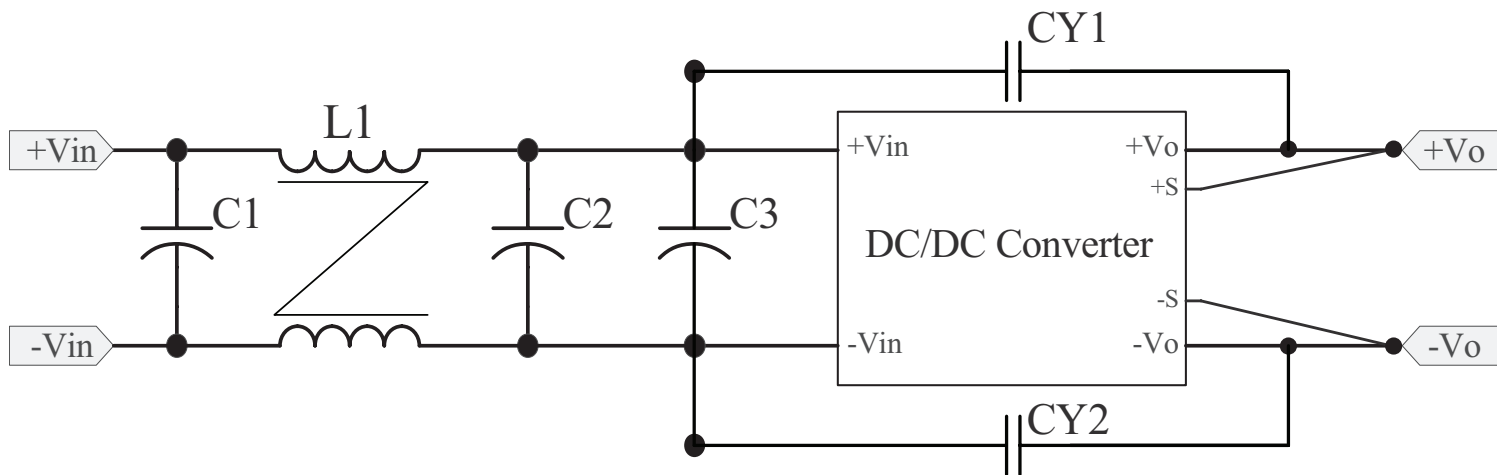 CY1
L1
+Vin
+Vin
+Vo
+Vo
+S
C1
C2
C3
DC/DC Converter
-S
-Vin
-Vin
-Vo
-Vo
CY2